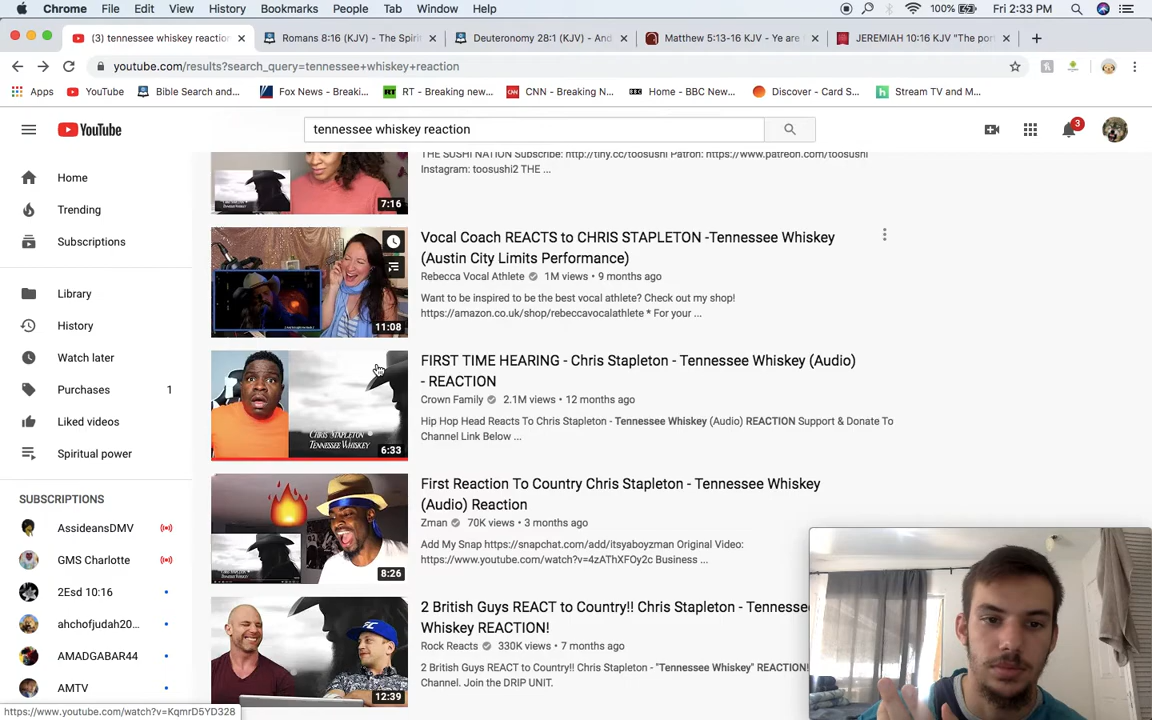 Chrome File Edit View History Bookmarks People Tab Window Help 100% Fri 2:33 PM
(3) tennessee whiskey reaction Romans 8:16 (KJV) - The Spiri Deuteronomy 28:1 (KJV) - And Matthew 5:13-16 KJV - Ye are JEREMIAH 10:16 KJV "The por
youtube.com/results?search_query=tennessee+whiskey+reaction
Apps YouTube Bible Search and... Fox News - Breaki... RT - Breaking new... CNN - Breaking N... BBC Home - BBC New... Discover - Card S... h Stream TV and M...
YouTube
tennessee whiskey reaction
3
THE SUSHI NATION Subscribe: http://tiny.cc/toosushi Patron: https://www.patreon.com/toosushi
Instagram: toosushi2 THE ...
7:16
Home
Trending
Subscriptions
Library
History
Watch later
Purchases 1
Liked videos
Spiritual power
SUBSCRIPTIONS
AssideansDMV
GMS Charlotte
2Esd 10:16
ahchofjudah20...
AMADGABAR44
AMTV
Vocal Coach REACTS to CHRIS STAPLETON -Tennessee Whiskey
(Austin City Limits Performance)
Rebecca Vocal Athlete 1M views • 9 months ago
Want to be inspired to be the best vocal athlete? Check out my shop!
https://amazon.co.uk/shop/rebeccavocalathlete * For your ...
11:08
FIRST TIME HEARING - Chris Stapleton - Tennessee Whiskey (Audio)
- REACTION
Crown Family 2.1M views • 12 months ago
Hip Hop Head Reacts To Chris Stapleton - Tennessee Whiskey (Audio) REACTION Support & Donate To
Channel Link Below ...
CHRIS STAPLETON
TENNESSEE WHISKEY
6:33
First Reaction To Country Chris Stapleton - Tennessee Whiskey
(Audio) Reaction
Zman 70K views • 3 months ago
Add My Snap https://snapchat.com/add/itsyaboyzman Original Video:
https://www.youtube.com/watch?v=4zAThXFOy2c Business ...
8:26
2 British Guys REACT to Country!! Chris Stapleton - Tennesse
Whiskey REACTION!
Rock Reacts 330K views • 7 months ago
2 British Guys REACT to Country!! Chris Stapleton - "Tennessee Whiskey" REACTION!
Channel. Join the DRIP UNIT.
12:39
https://www.youtube.com/watch?v=KqmrD5YD328